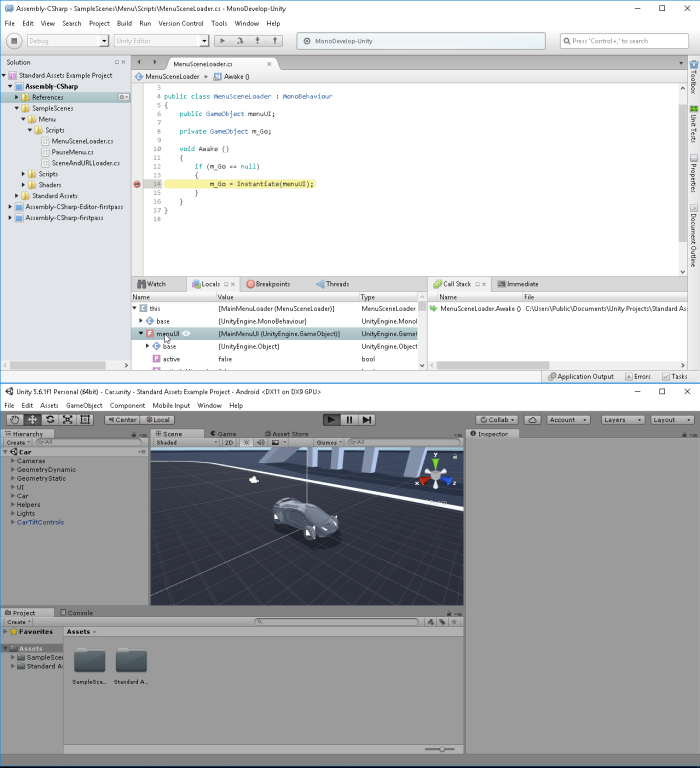 Assembly-CSharp - SampleScenes\Menu\Scripts\MenuSceneLoader.cs - MonoDevelop-Unity
File Edit View Search Project Build Run Version Control Tools Window Help
Debug Unity Editor MonoDevelop-Unity Press 'Control+,' to search
Solution
Standard Assets Example Project
Assembly-CSharp
References
SampleScenes
Menu
Scripts
MenuSceneLoader.cs
PauseMenu.cs
SceneAndURLLoader.cs
Scripts
Shaders
Standard Assets
Assembly-CSharp-Editor-firstpass
Assembly-CSharp-firstpass
MenuSceneLoader.cs
MenuSceneLoader Awake ()
3
4 public class MenuSceneLoader : MonoBehaviour
5 {
6 public GameObject menuUI;
7
8 private GameObject m_Go;
9
10 void Awake ()
11 {
12 if (m_Go == null)
13 {
14 m_Go = Instantiate(menuUI);
15 }
16 }
17 }
18
Toolbox
Unit Tests
Properties
Document Outline
Watch Locals Breakpoints Threads
Name Value Type
this {MainMenuLoader (MenuSceneLoader)} MenuSceneLoader
base {UnityEngine.MonoBehaviour} UnityEngine.Monol
menuUI {MainMenuUI (UnityEngine.GameObject)} UnityEngine.Game
base {UnityEngine.Object} UnityEngine.Object
active false bool
Call Stack Immediate
Name File
MenuSceneLoader.Awake () C:\Users\Public\Documents\Unity Projects\Standard As
Application Output Errors Tasks
Unity 5.6.1f1 Personal (64bit) - Car.unity - Standard Assets Example Project - Android <DX11 on DX9 GPU>
File Edit Assets GameObject Component Mobile Input Window Help
Center Local Collab Account Layers Layout
Hierarchy
Create All
Car
Cameras
GeometryDynamic
GeometryStatic
UI
Car
Helpers
Lights
CarTiltControls
Scene Game Asset Store
Shaded 2D Gizmos All
y
x z
Inspector
Project Console
Create
Favorites
Assets
SampleScen
Standard A
Assets
SampleSce... Standard A...